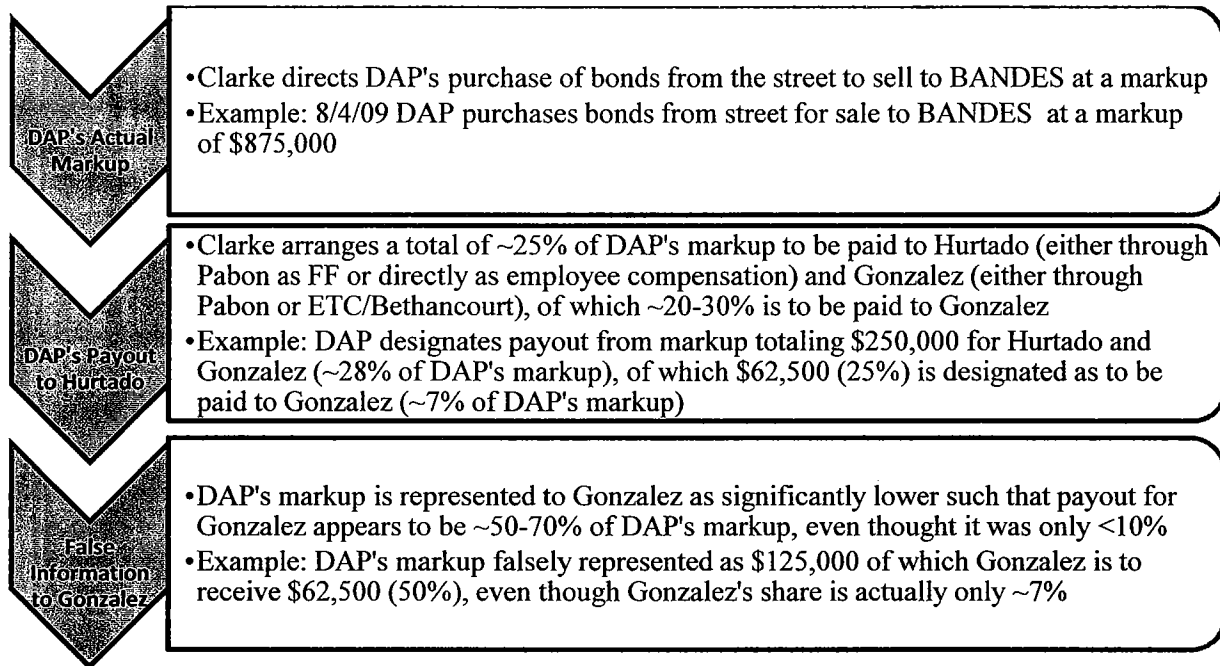 DAP's Actual
Markup
•Clarke directs DAP's purchase of bonds from the street to sell to BANDES at a markup
•Example: 8/4/09 DAP purchases bonds from street for sale to BANDES at a markup
of $875,000
DAP's Payout
to Hurtado
•Clarke arranges a total of ~25% of DAP's markup to be paid to Hurtado (either through
Pabon as FF or directly as employee compensation) and Gonzalez (either through
Pabon or ETC/Bethancourt), of which ~20-30% is to be paid to Gonzalez
•Example: DAP designates payout from markup totaling $250,000 for Hurtado and
Gonzalez (~28% of DAP's markup), of which $62,500 (25%) is designated as to be
paid to Gonzalez (~7% of DAP's markup)
False
Information
to Gonzalez
•DAP's markup is represented to Gonzalez as significantly lower such that payout for
Gonzalez appears to be ~50-70% of DAP's markup, even thought it was only <10%
•Example: DAP's markup falsely represented as $125,000 of which Gonzalez is to
receive $62,500 (50%), even though Gonzalez's share is actually only ~7%